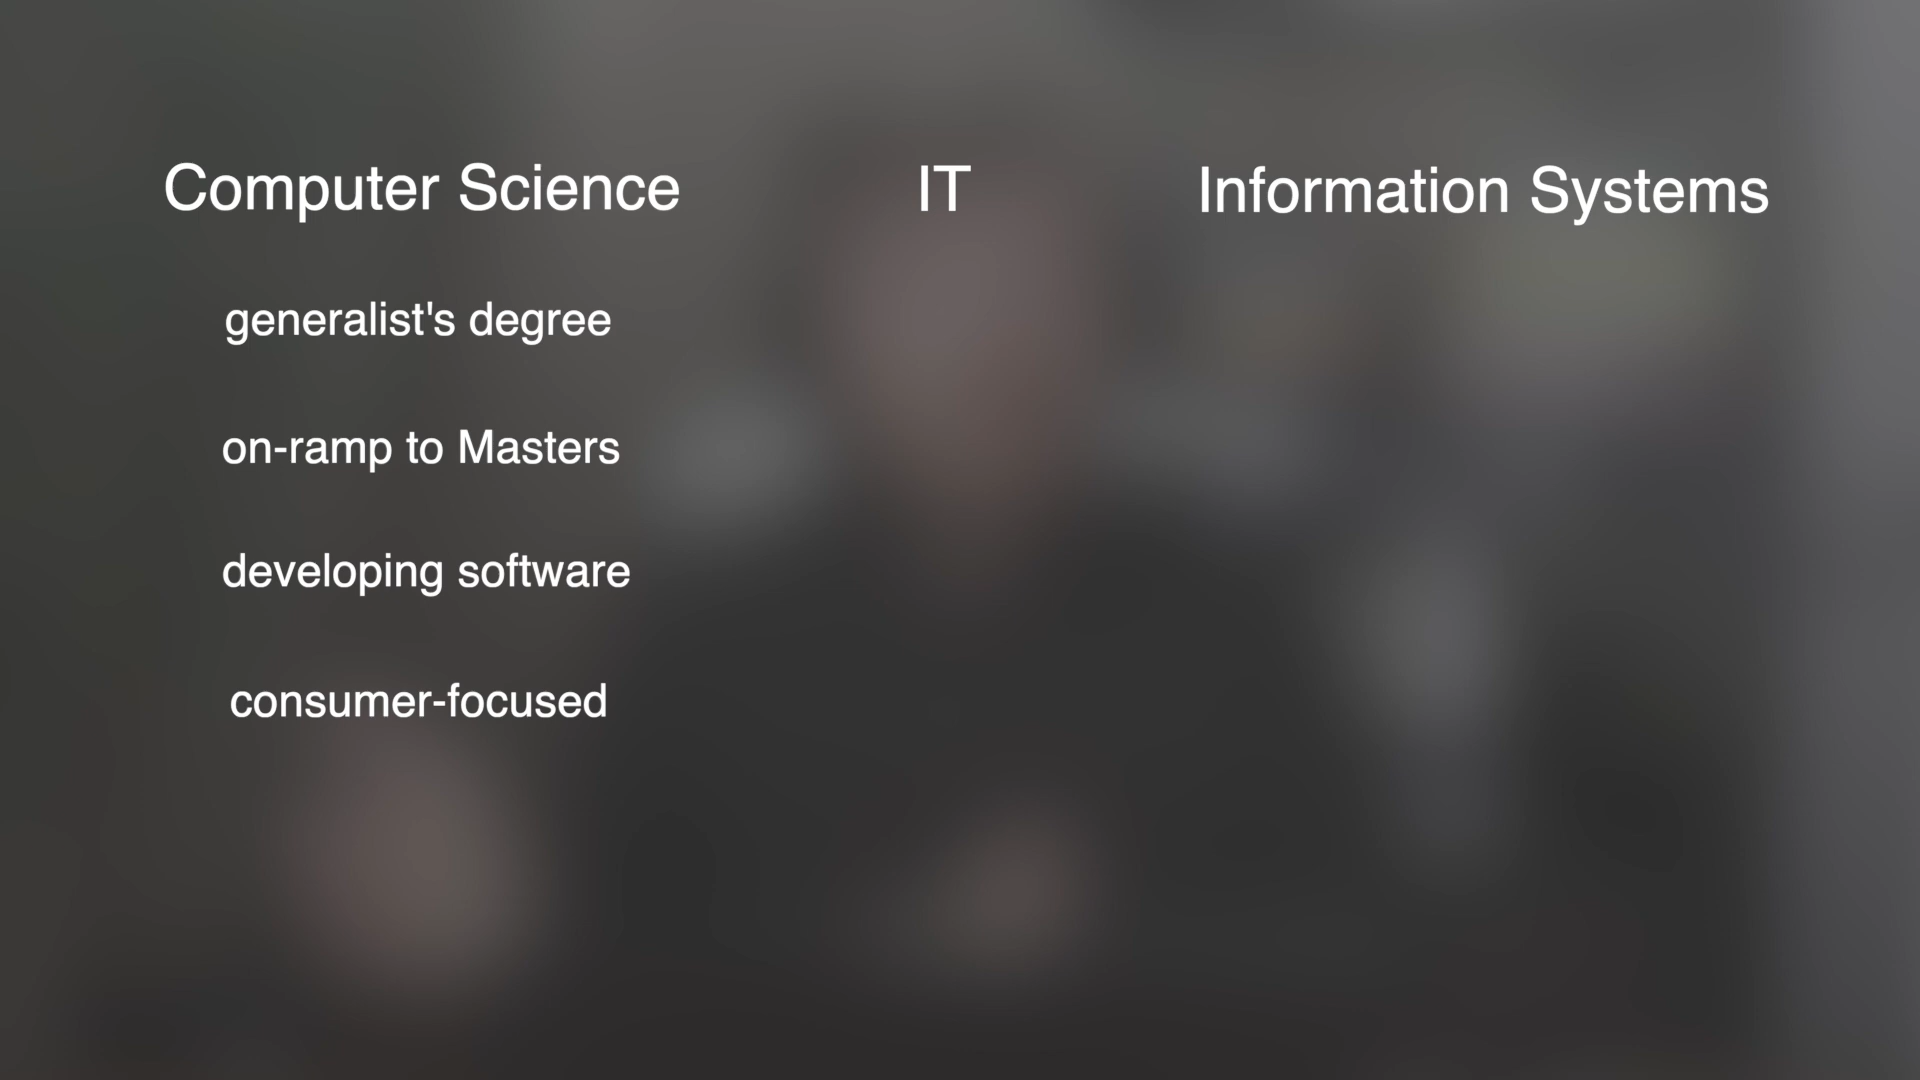 Computer Science
IT
Information Systems
generalist's degree
on-ramp to Masters
developing software
consumer-focused